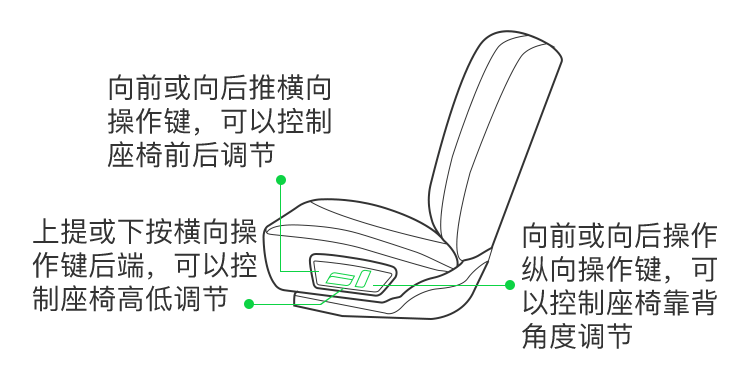 向前或向后推横向
操作键，可以控制
座椅前后调节
上提或下按横向操
作键后端，可以控
制座椅高低调节
向前或向后操作
纵向操作键，可
以控制座椅靠背
角度调节